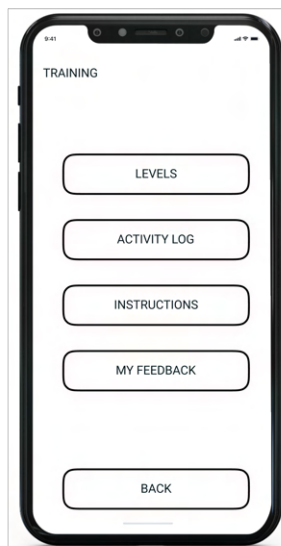 9:41
TRAINING
LEVELS
ACTIVITY LOG
INSTRUCTIONS
MY FEEDBACK
BACK